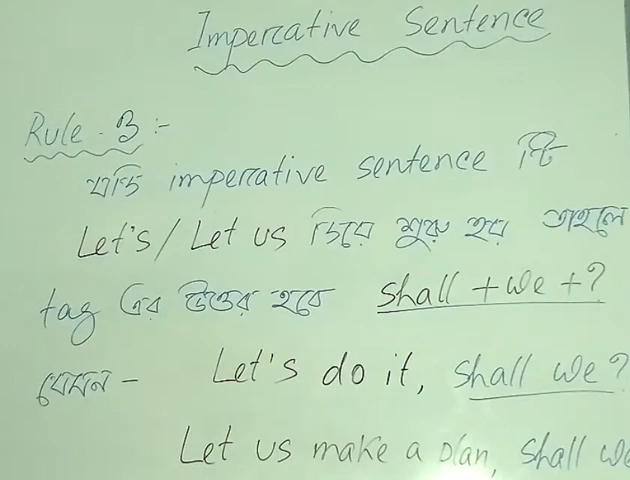 Imperative Sentence
Rule - 3 :-
যদি imperative sentence টি
Let's / Let us দিয়ে শুরু হয় তাহলে
tag এর উত্তর হবে shall + we + ?
যেমন - Let's do it, shall we?
Let us make a plan, shall we